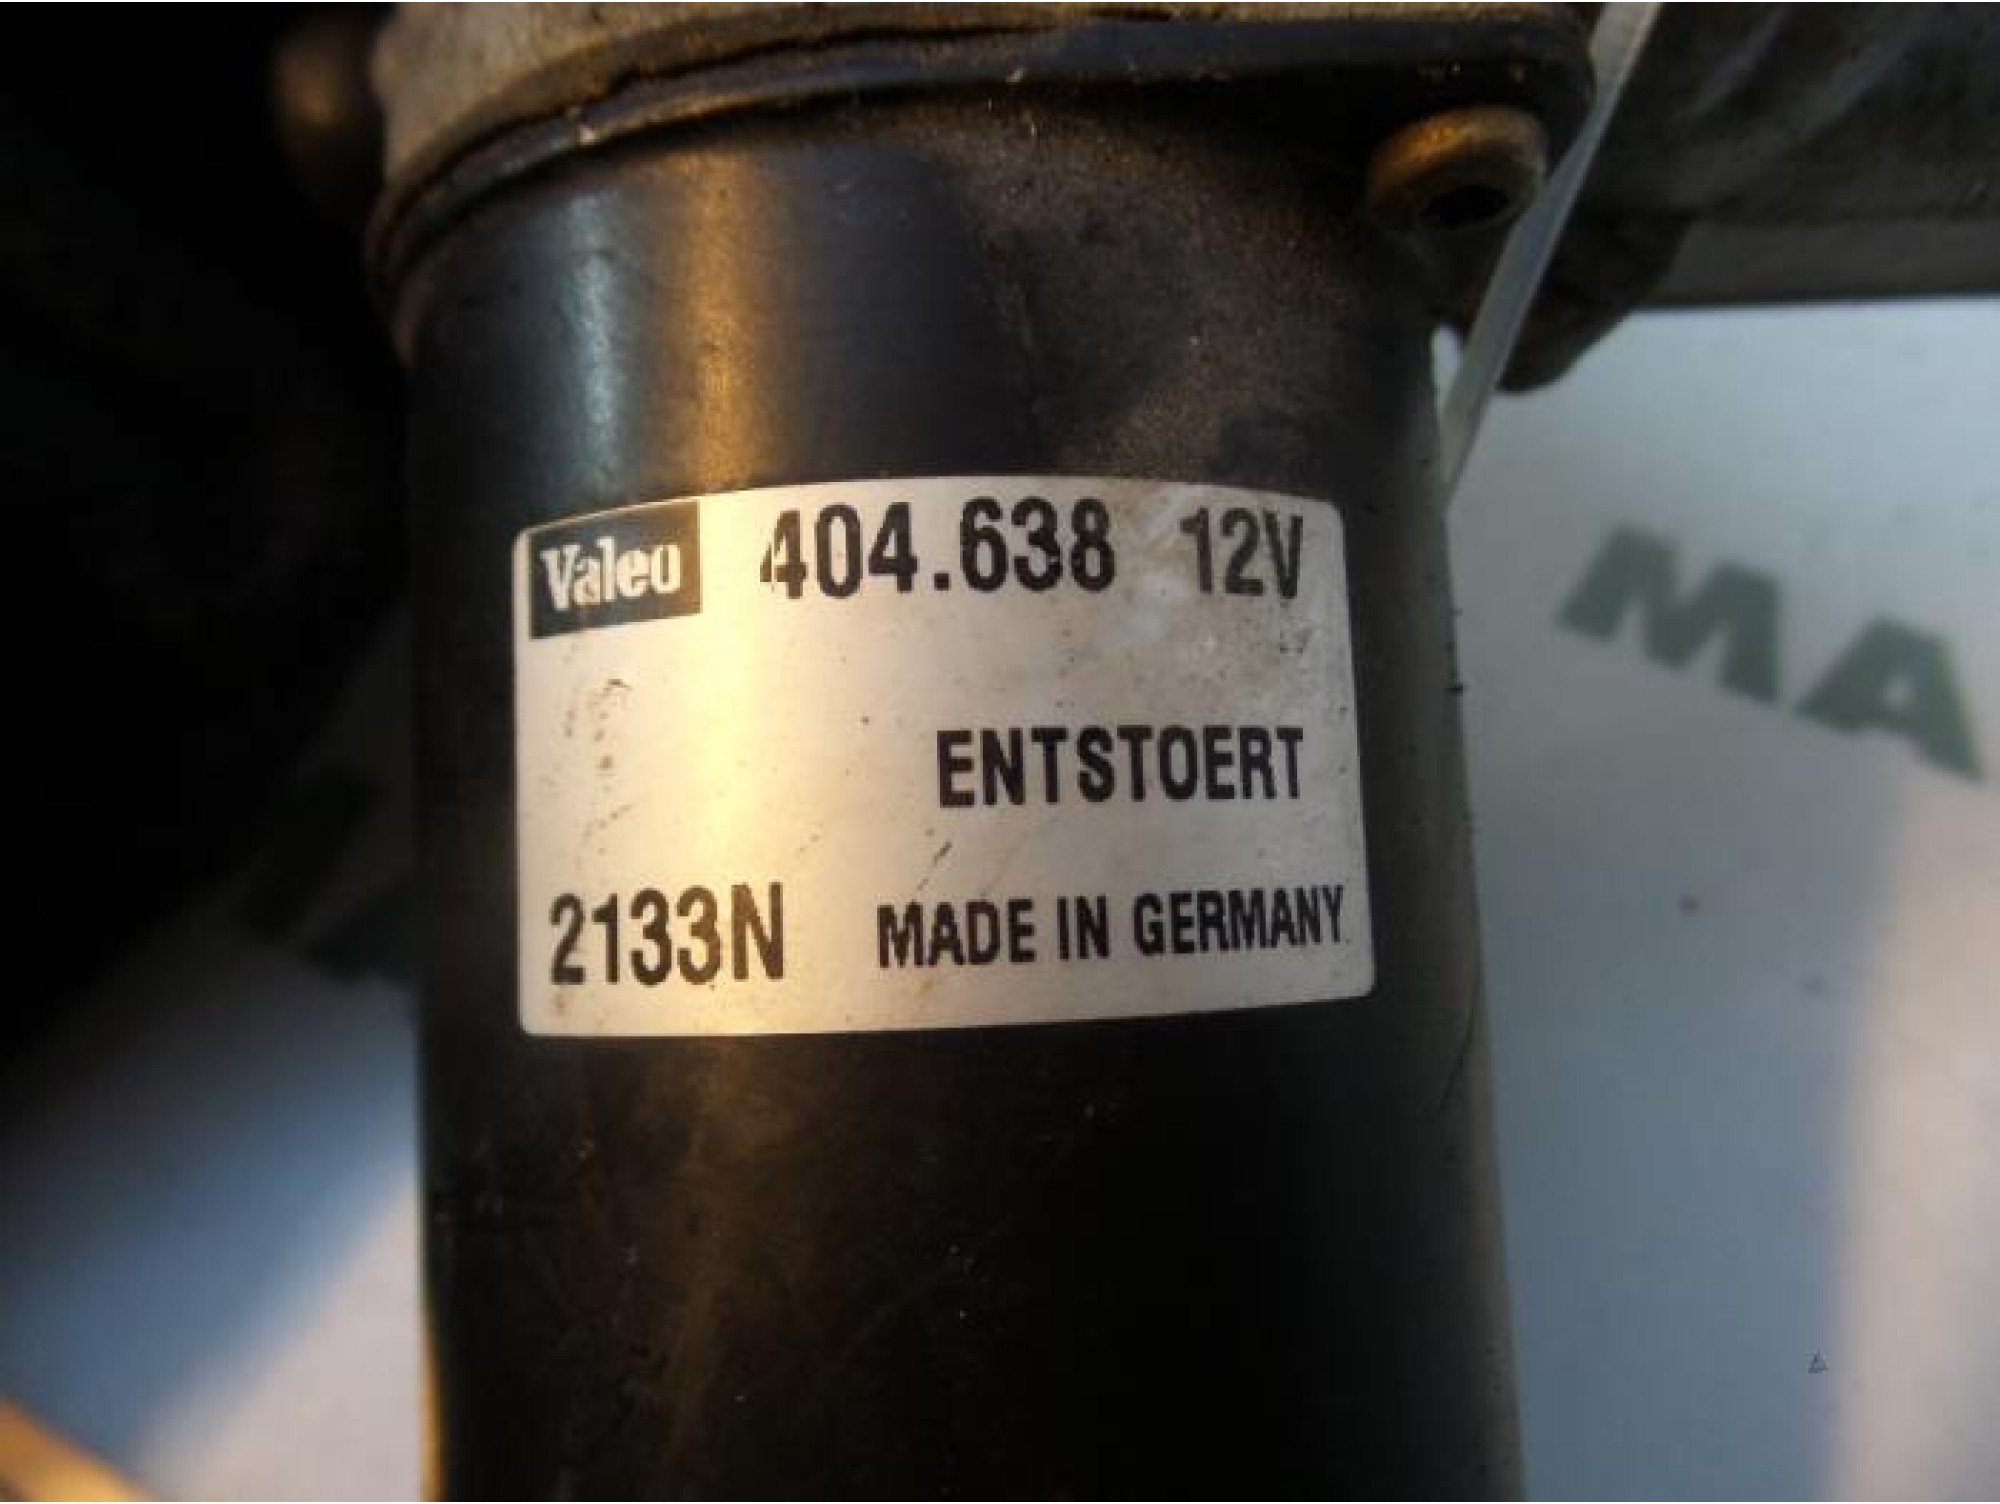 Valeo 404.638 12V
ENTSTOERT
2133N MADE IN GERMANY
MA